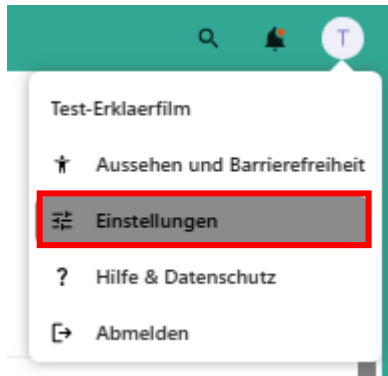 T
Test-Erklaerfilm
Aussehen und Barrierefreiheit
Einstellungen
? Hilfe & Datenschutz
Abmelden